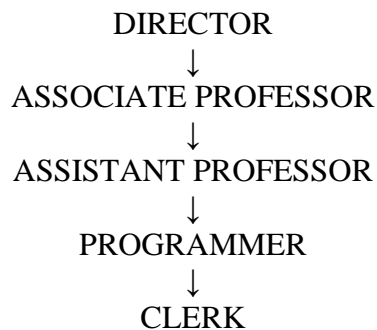 DIRECTOR
↓
ASSOCIATE PROFESSOR
↓
ASSISTANT PROFESSOR
↓
PROGRAMMER
↓
CLERK